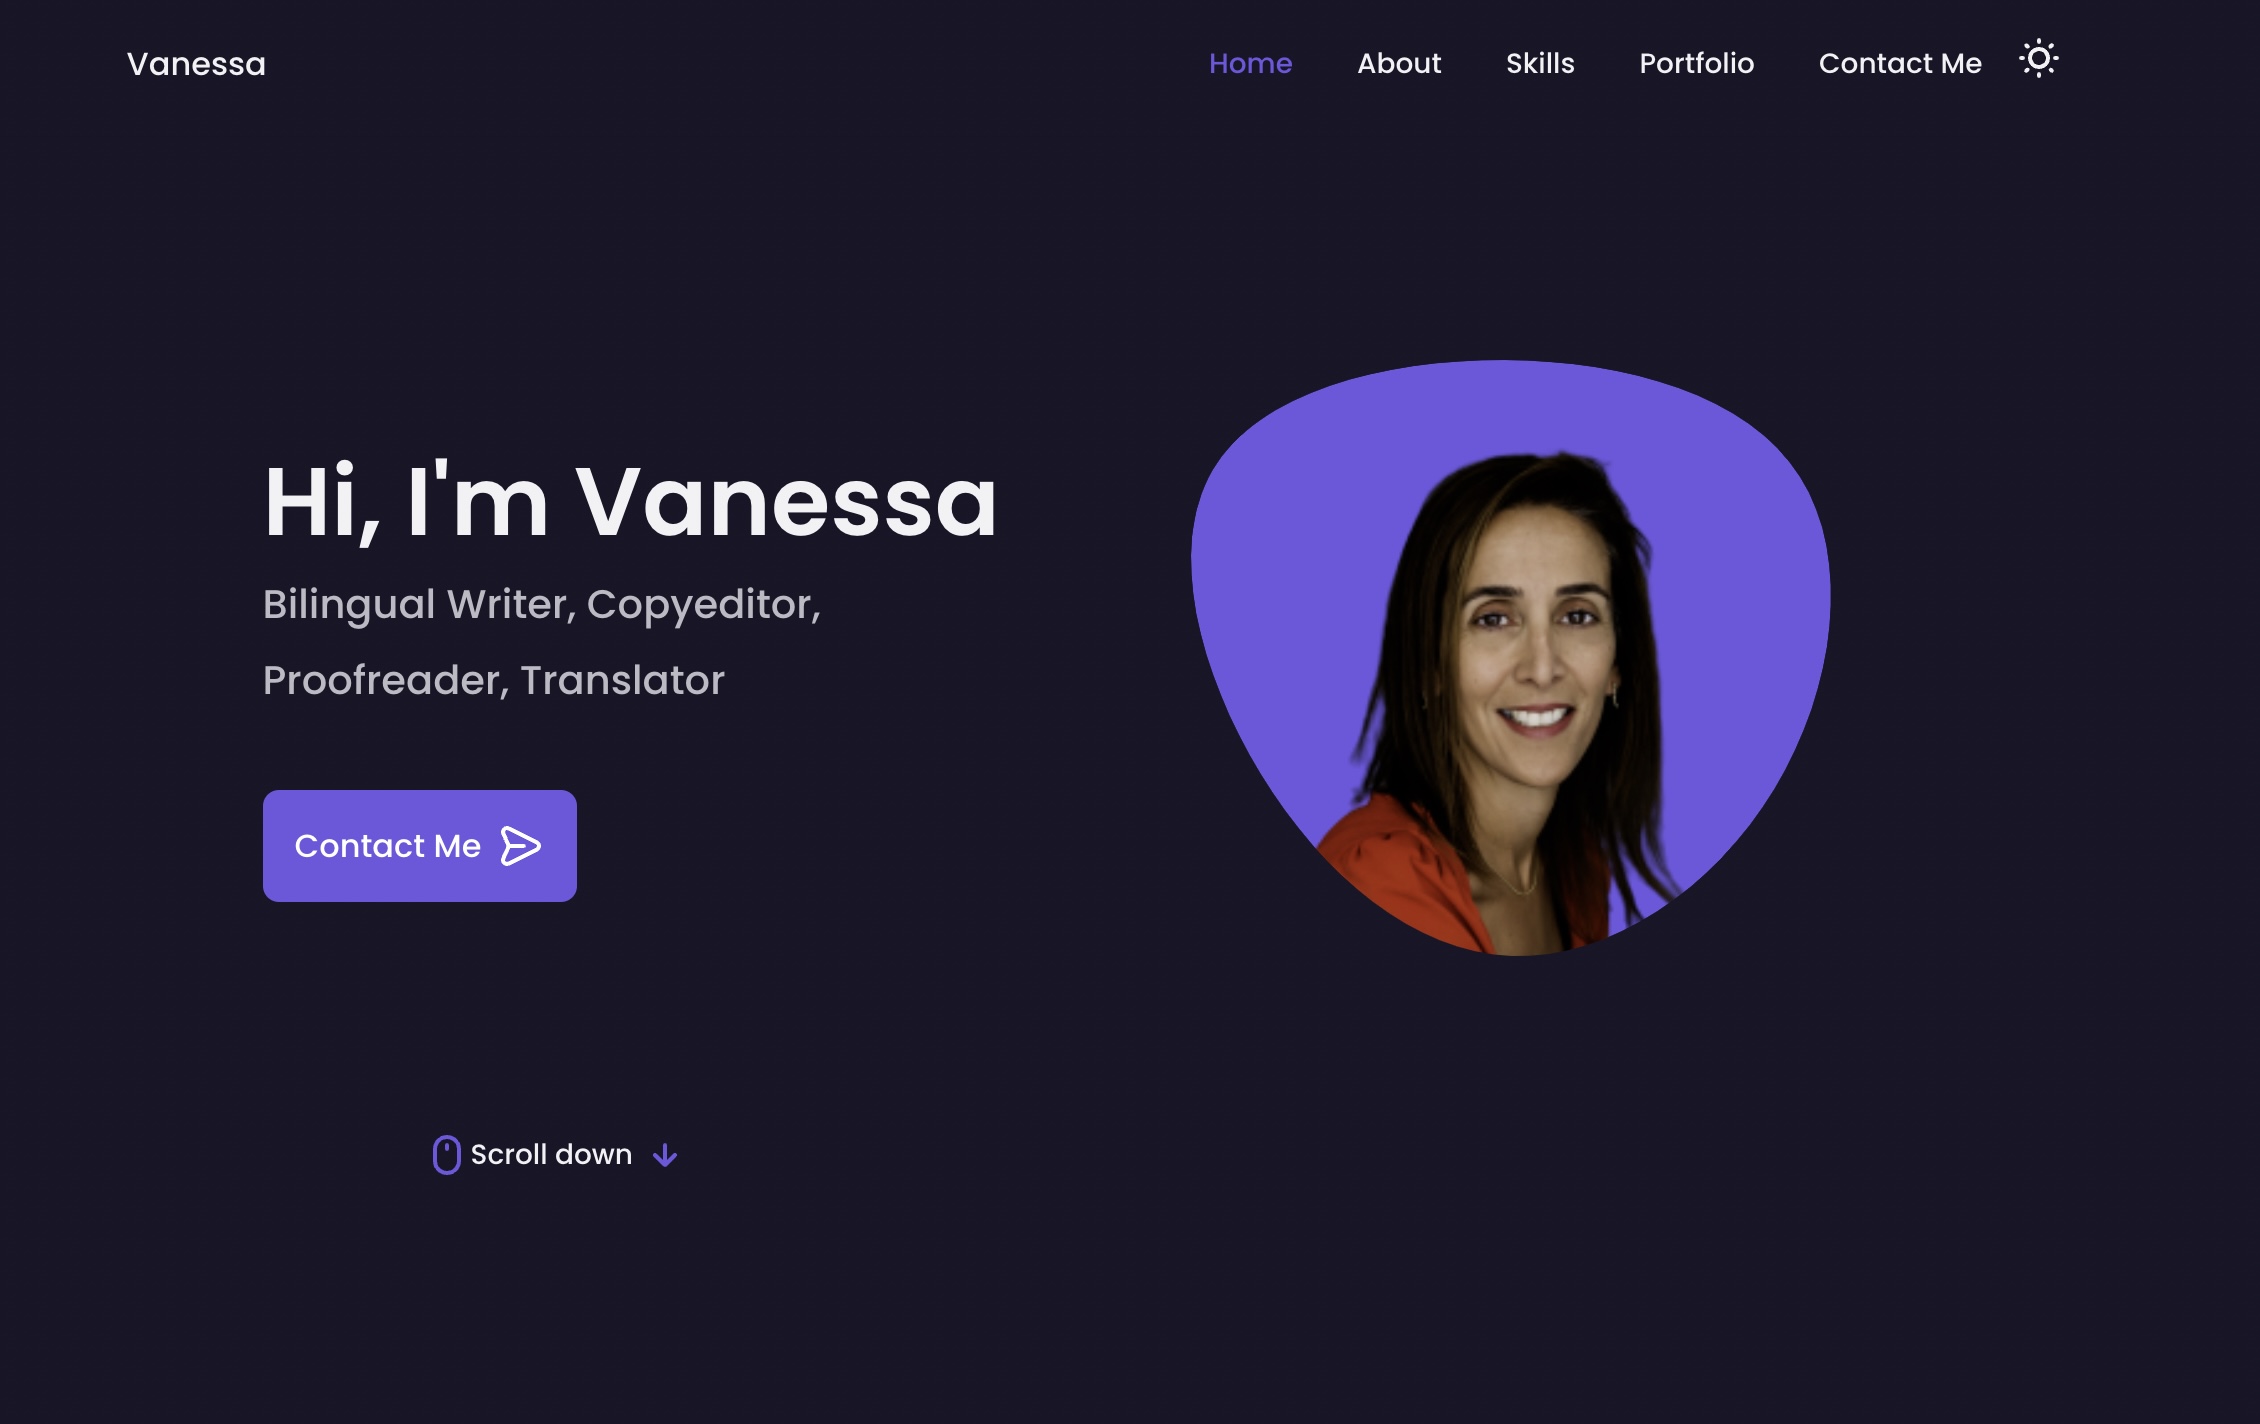 Vanessa
Home About Skills Portfolio Contact Me
Hi, I'm Vanessa
Bilingual Writer, Copyeditor,
Proofreader, Translator
Contact Me
Scroll down